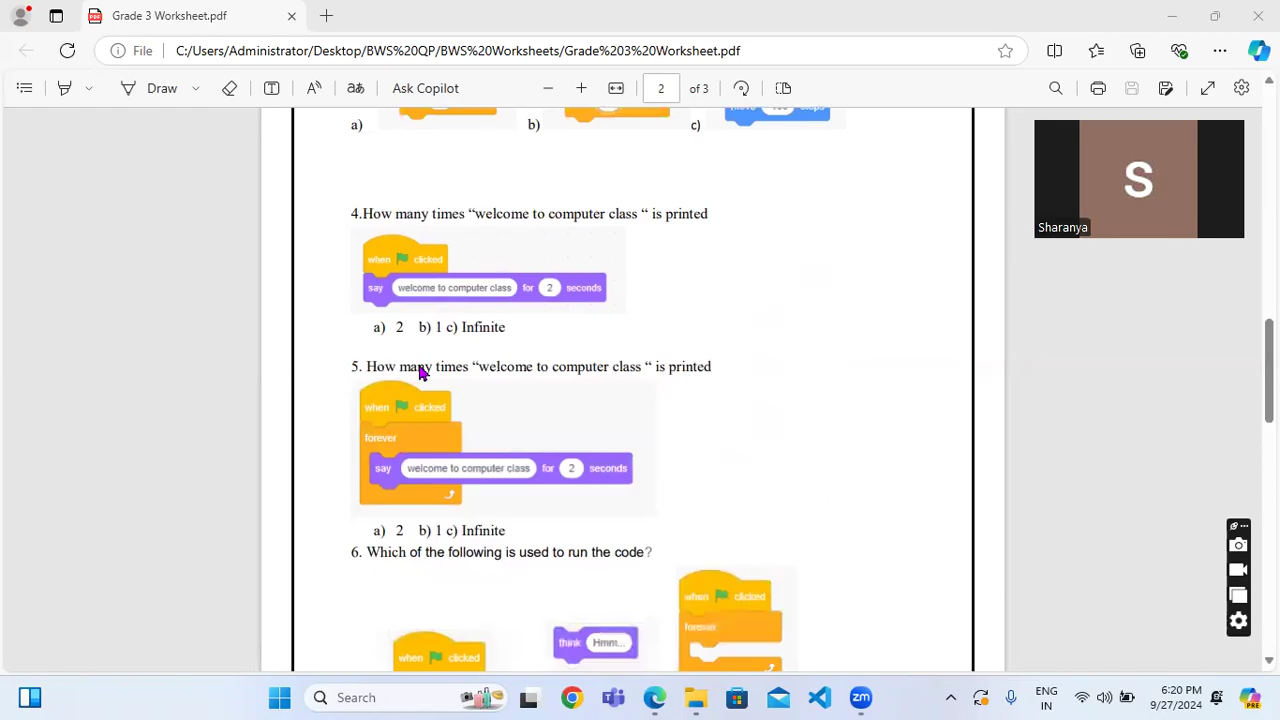 Grade 3 Worksheet.pdf
File
C:/Users/Administrator/Desktop/BWS%20QP/BWS%20Worksheets/Grade%203%20Worksheet.pdf
Draw
aあ
Ask Copilot
2 of 3
a) b) c)
S
Sharanya
4.How many times “welcome to computer class “ is printed
when clicked
say welcome to computer class for 2 seconds
a) 2 b) 1 c) Infinite
5. How many times “welcome to computer class “ is printed
when clicked
forever
say welcome to computer class for 2 seconds
a) 2 b) 1 c) Infinite
6. Which of the following is used to run the code?
when clicked
forever
think Hmm...
when clicked
Search
zm
ENG
IN
6:20 PM
9/27/2024
PRE